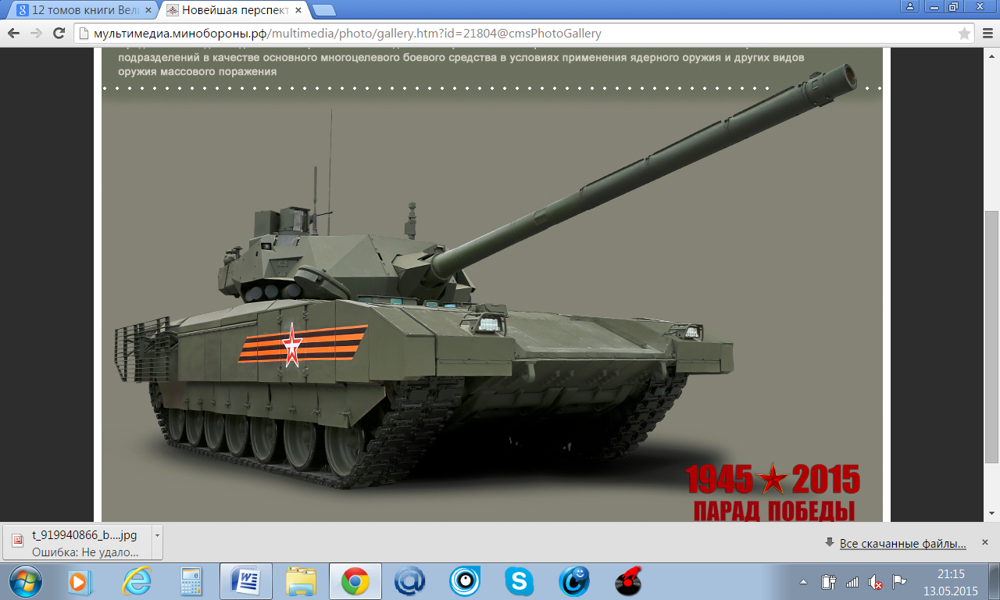 12 томов книги Вели
Новейшая перспект
мультимедиа.минобороны.рф/multimedia/photo/gallery.htm?id=21804@cmsPhotoGallery
подразделений в качестве основного многоцелевого боевого средства в условиях применения ядерного оружия и других видов
оружия массового поражения
1945 2015
ПАРАД ПОБЕДЫ
t_919940866_b....jpg
Ошибка: Не удало...
Все скачанные файлы...
21:15
13.05.2015